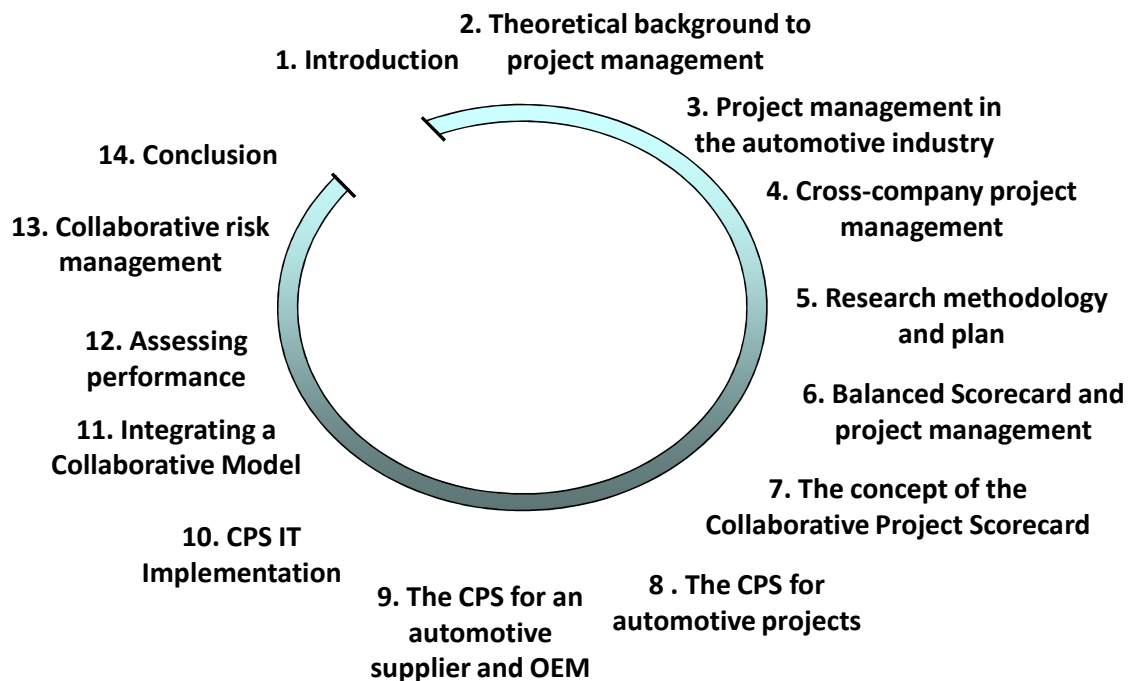 1. Introduction
2. Theoretical background to
project management
3. Project management in
the automotive industry
4. Cross-company project
management
5. Research methodology
and plan
6. Balanced Scorecard and
project management
7. The concept of the
Collaborative Project Scorecard
8 . The CPS for
automotive projects
9. The CPS for an
automotive
supplier and OEM
10. CPS IT
Implementation
11. Integrating a
Collaborative Model
12. Assessing
performance
13. Collaborative risk
management
14. Conclusion